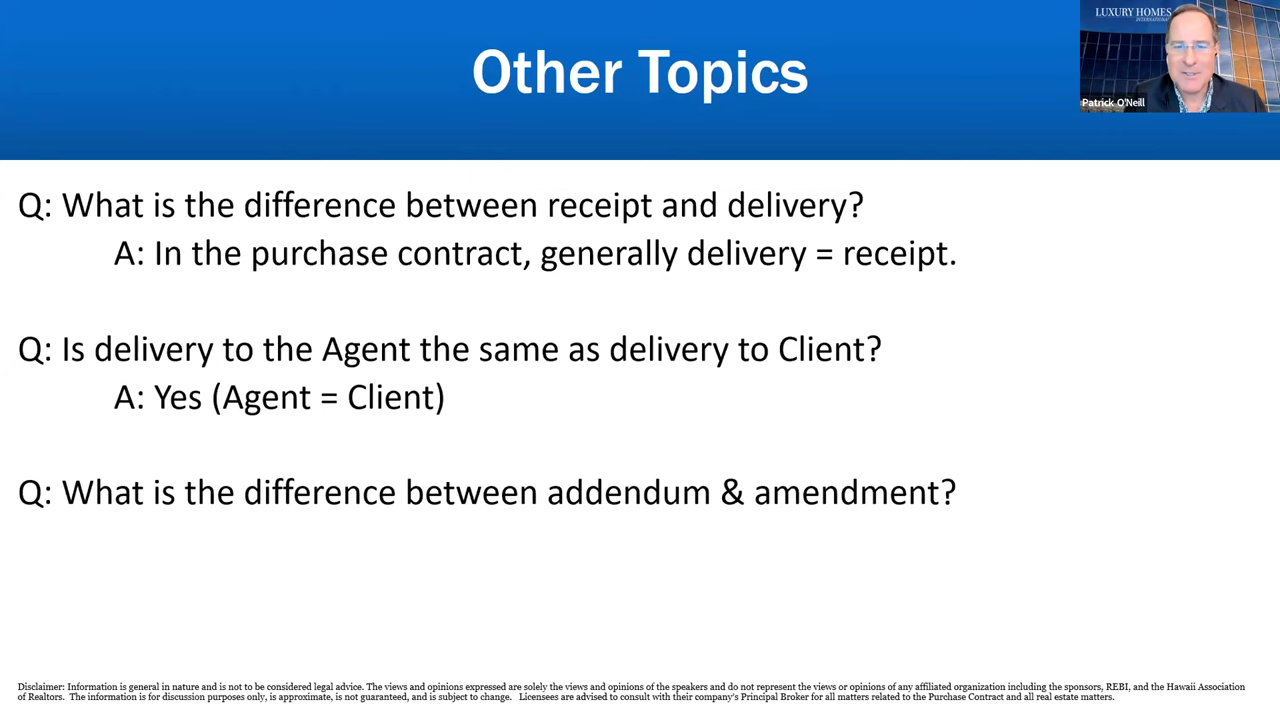 Other Topics
LUXURY HOMES
INTERNATIONAL
Patrick O'Neill
Q: What is the difference between receipt and delivery?
A: In the purchase contract, generally delivery = receipt.
Q: Is delivery to the Agent the same as delivery to Client?
A: Yes (Agent = Client)
Q: What is the difference between addendum & amendment?
Disclaimer: Information is general in nature and is not to be considered legal advice. The views and opinions expressed are solely the views and opinions of the speakers and do not represent the views or opinions of any affiliated organization including the sponsors, REBI, and the Hawaii Association
of Realtors. The information is for discussion purposes only, is approximate, is not guaranteed, and is subject to change. Licensees are advised to consult with their company's Principal Broker for all matters related to the Purchase Contract and all real estate matters.